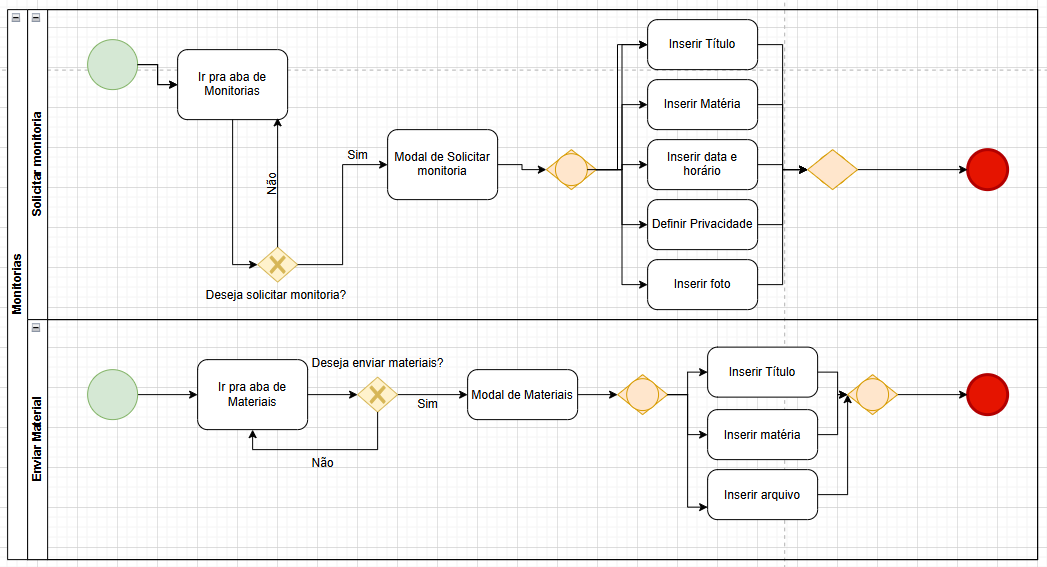 Monitorias
Solicitar monitoria
Ir pra aba de
Monitorias
Não
Deseja solicitar monitoria?
Sim
Modal de Solicitar
monitoria
Inserir Título
Inserir Matéria
Inserir data e
horário
Definir Privacidade
Inserir foto
Enviar Material
Ir pra aba de
Materiais
Deseja enviar materiais?
Não
Sim
Modal de Materiais
Inserir Título
Inserir matéria
Inserir arquivo